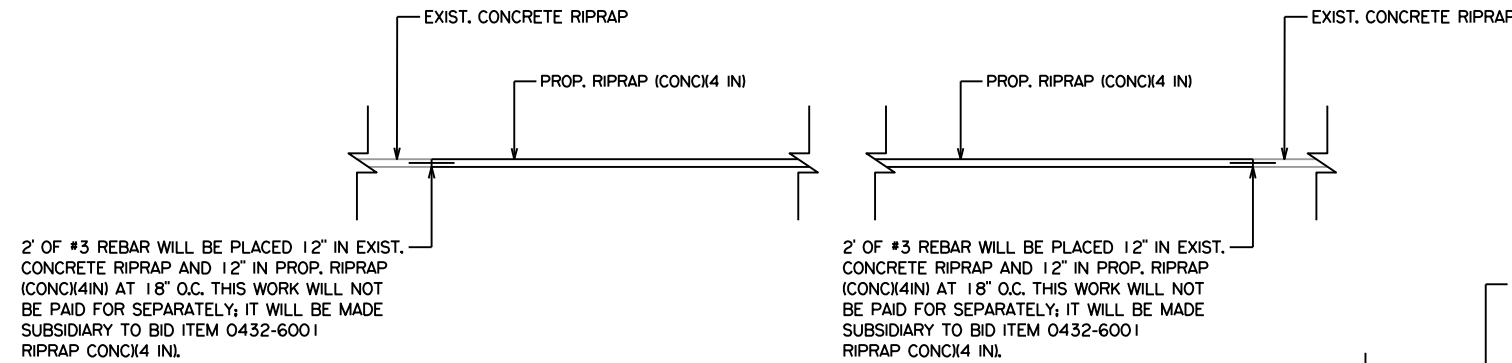 EXIST. CONCRETE RIPRAP
PROP. RIPRAP (CONC)(4 IN)
2' OF #3 REBAR WILL BE PLACED 12" IN EXIST.
CONCRETE RIPRAP AND 12" IN PROP. RIPRAP
(CONC)(4IN) AT 18" O.C. THIS WORK WILL NOT
BE PAID FOR SEPARATELY; IT WILL BE MADE
SUBSIDIARY TO BID ITEM 0432-6001
RIPRAP CONC)(4 IN).
EXIST. CONCRETE RIPRAP
PROP. RIPRAP (CONC)(4 IN)
2' OF #3 REBAR WILL BE PLACED 12" IN EXIST.
CONCRETE RIPRAP AND 12" IN PROP. RIPRAP
(CONC)(4IN) AT 18" O.C. THIS WORK WILL NOT
BE PAID FOR SEPARATELY; IT WILL BE MADE
SUBSIDIARY TO BID ITEM 0432-6001
RIPRAP CONC)(4 IN).